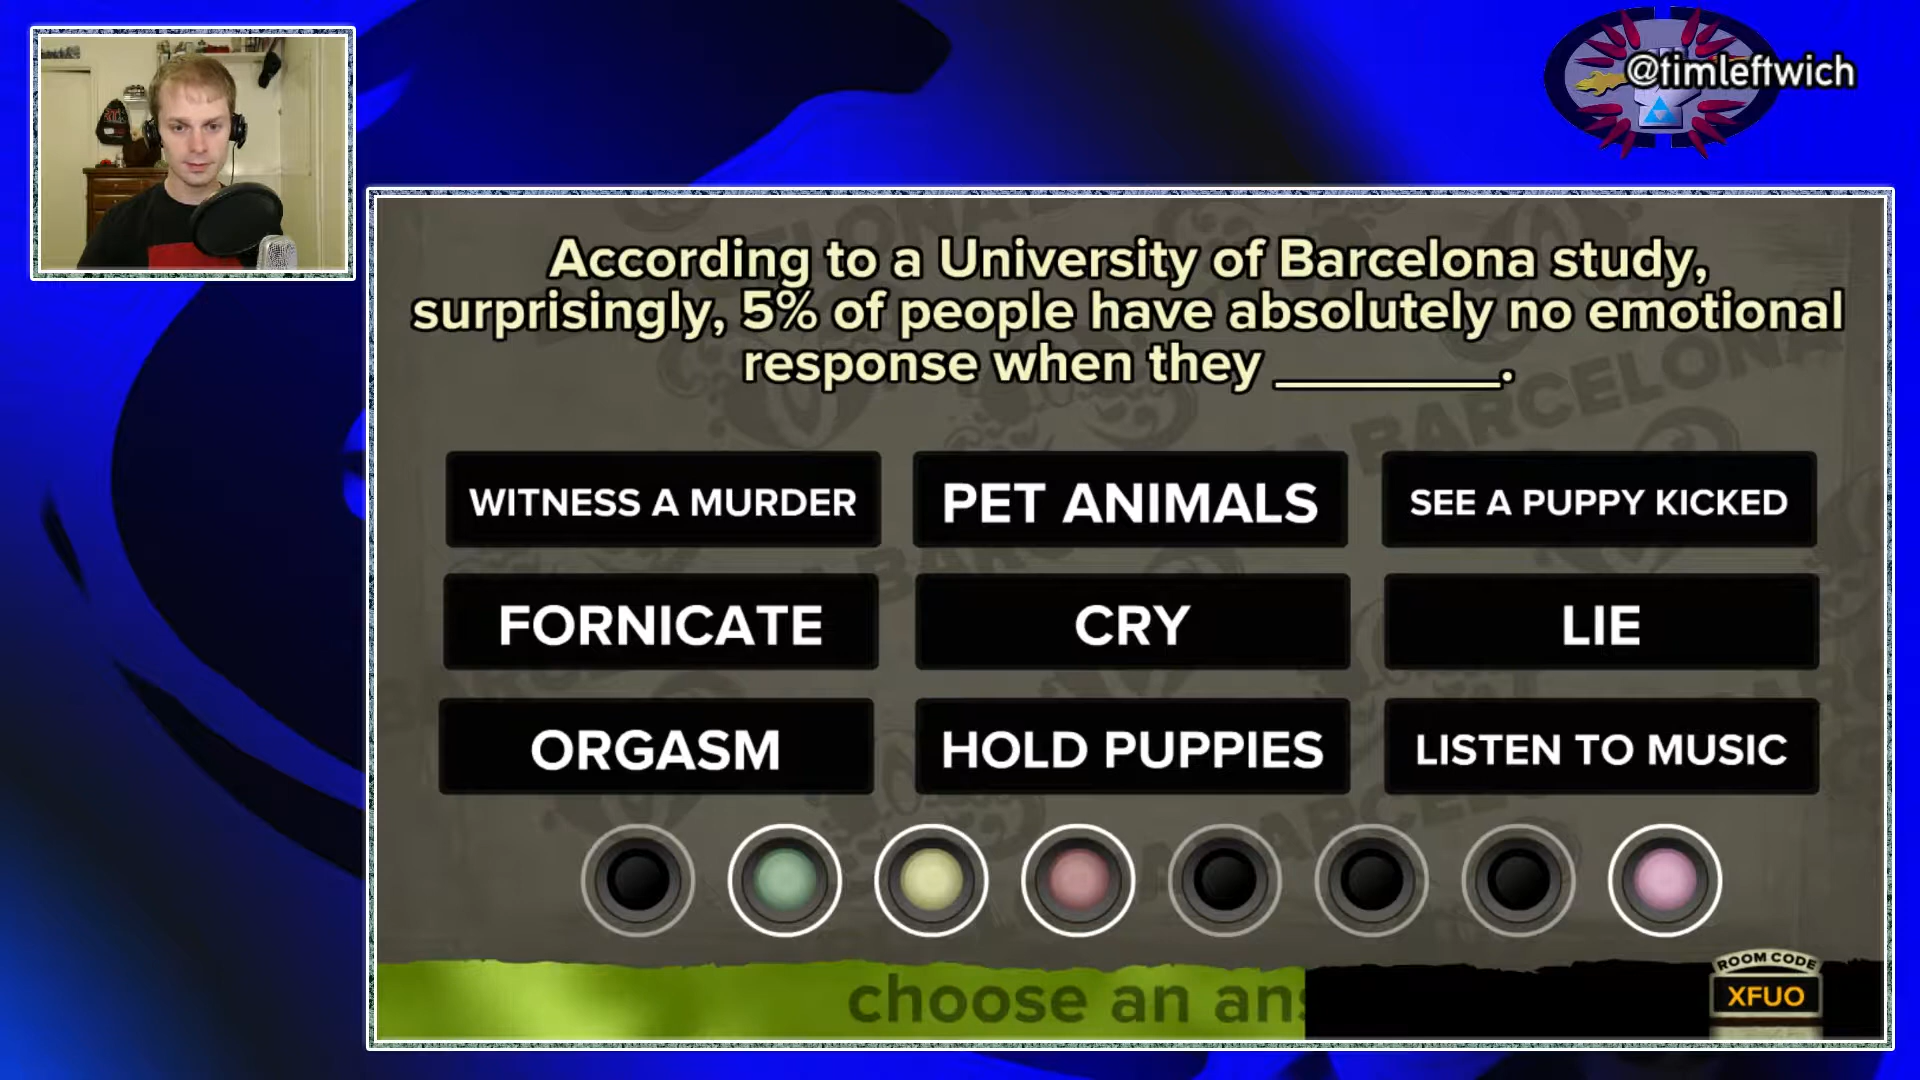 @timleftwich
According to a University of Barcelona study,
surprisingly, 5% of people have absolutely no emotional
response when they ________.
WITNESS A MURDER
PET ANIMALS
SEE A PUPPY KICKED
FORNICATE
CRY
LIE
ORGASM
HOLD PUPPIES
LISTEN TO MUSIC
choose an ans
ROOM CODE
XFUO